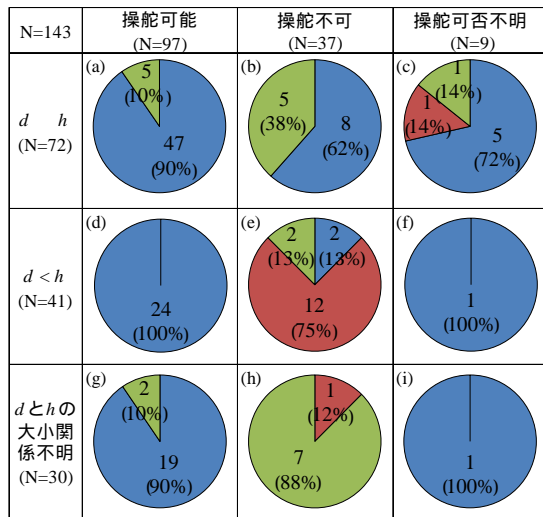 N=143
操舵可能
(N=97)
操舵不可
(N=37)
操舵可否不明
(N=9)
d h
(N=72)
(a)
5
(10%)
47
(90%)
(b)
5
(38%)
8
(62%)
(c)
1
(14%)
1
(14%)
5
(72%)
d < h
(N=41)
(d)
24
(100%)
(e)
2
(13%)
2
(13%)
12
(75%)
(f)
1
(100%)
dとhの
大小関
係不明
(N=30)
(g)
2
(10%)
19
(90%)
(h)
1
(12%)
7
(88%)
(i)
1
(100%)